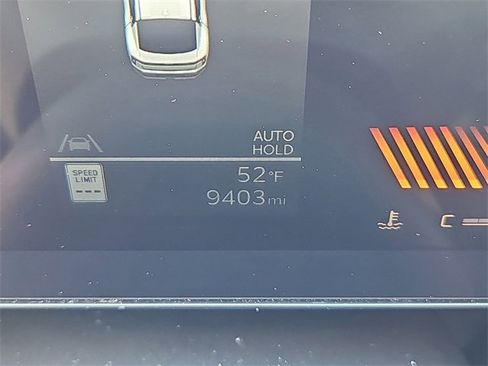 AUTO
HOLD
SPEED
LIMIT
---
52°F
9403mi
C